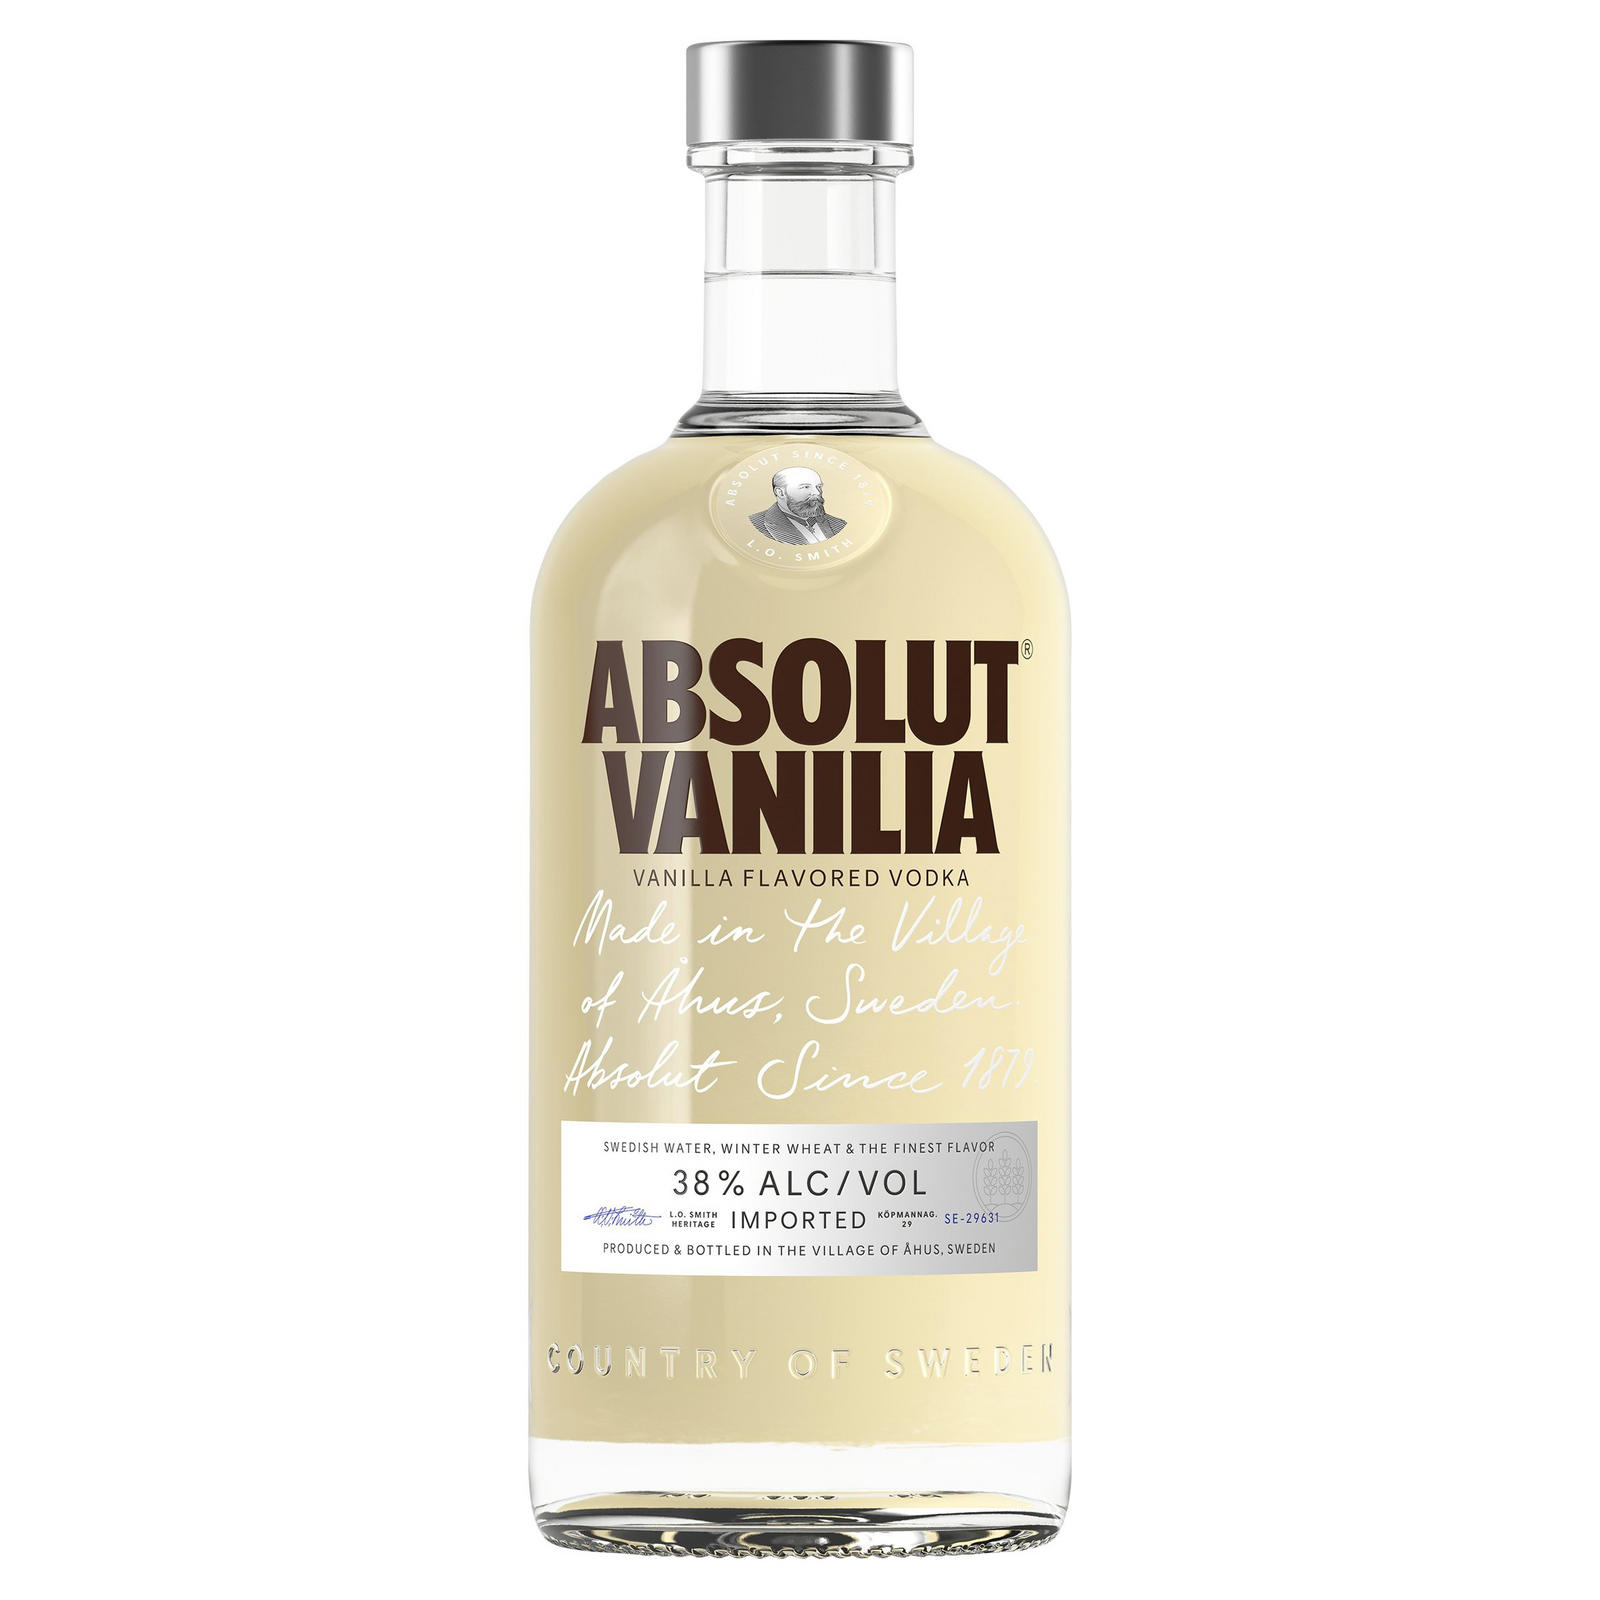 ABSOLUT SINCE 1879
L.O. SMITH
ABSOLUT®
VANILIA
VANILLA FLAVORED VODKA
Made in the Village
of Åhus, Sweden.
Absolut Since 1879.
SWEDISH WATER, WINTER WHEAT & THE FINEST FLAVOR
38% ALC/VOL
L.O. SMITH HERITAGE IMPORTED KÖPMANNAG. 29 SE-29631
PRODUCED & BOTTLED IN THE VILLAGE OF ÅHUS, SWEDEN
COUNTRY OF SWEDEN